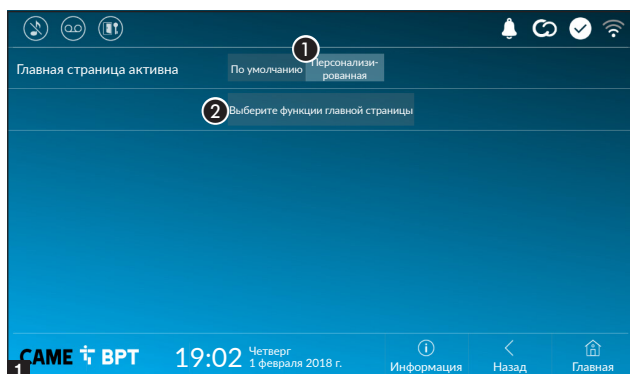 1
Главная страница активна
По умолчанию
Персонализи-
рованная
2
Выберите функции главной страницы
CAME BPT
19:02
Четверг
1 февраля 2018 г.
Информация
Назад
Главная
1